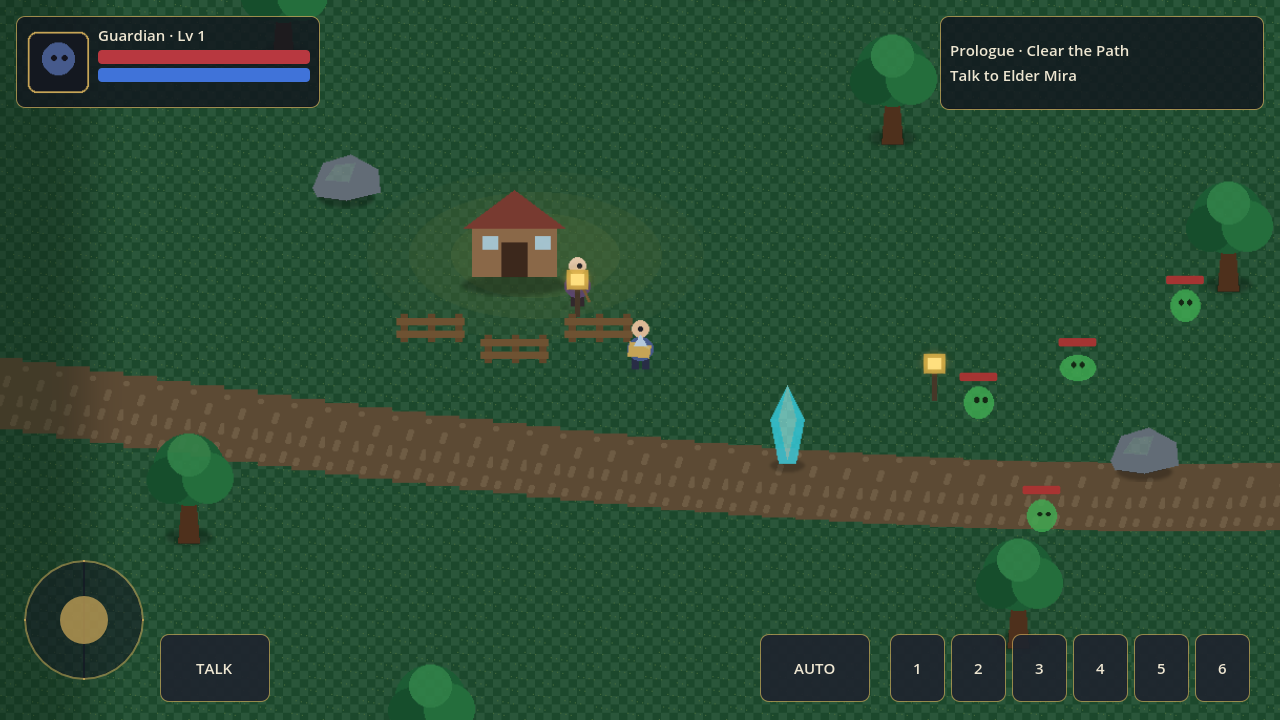 Guardian · Lv 1
Prologue · Clear the Path
Talk to Elder Mira
TALK
AUTO
1
2
3
4
5
6